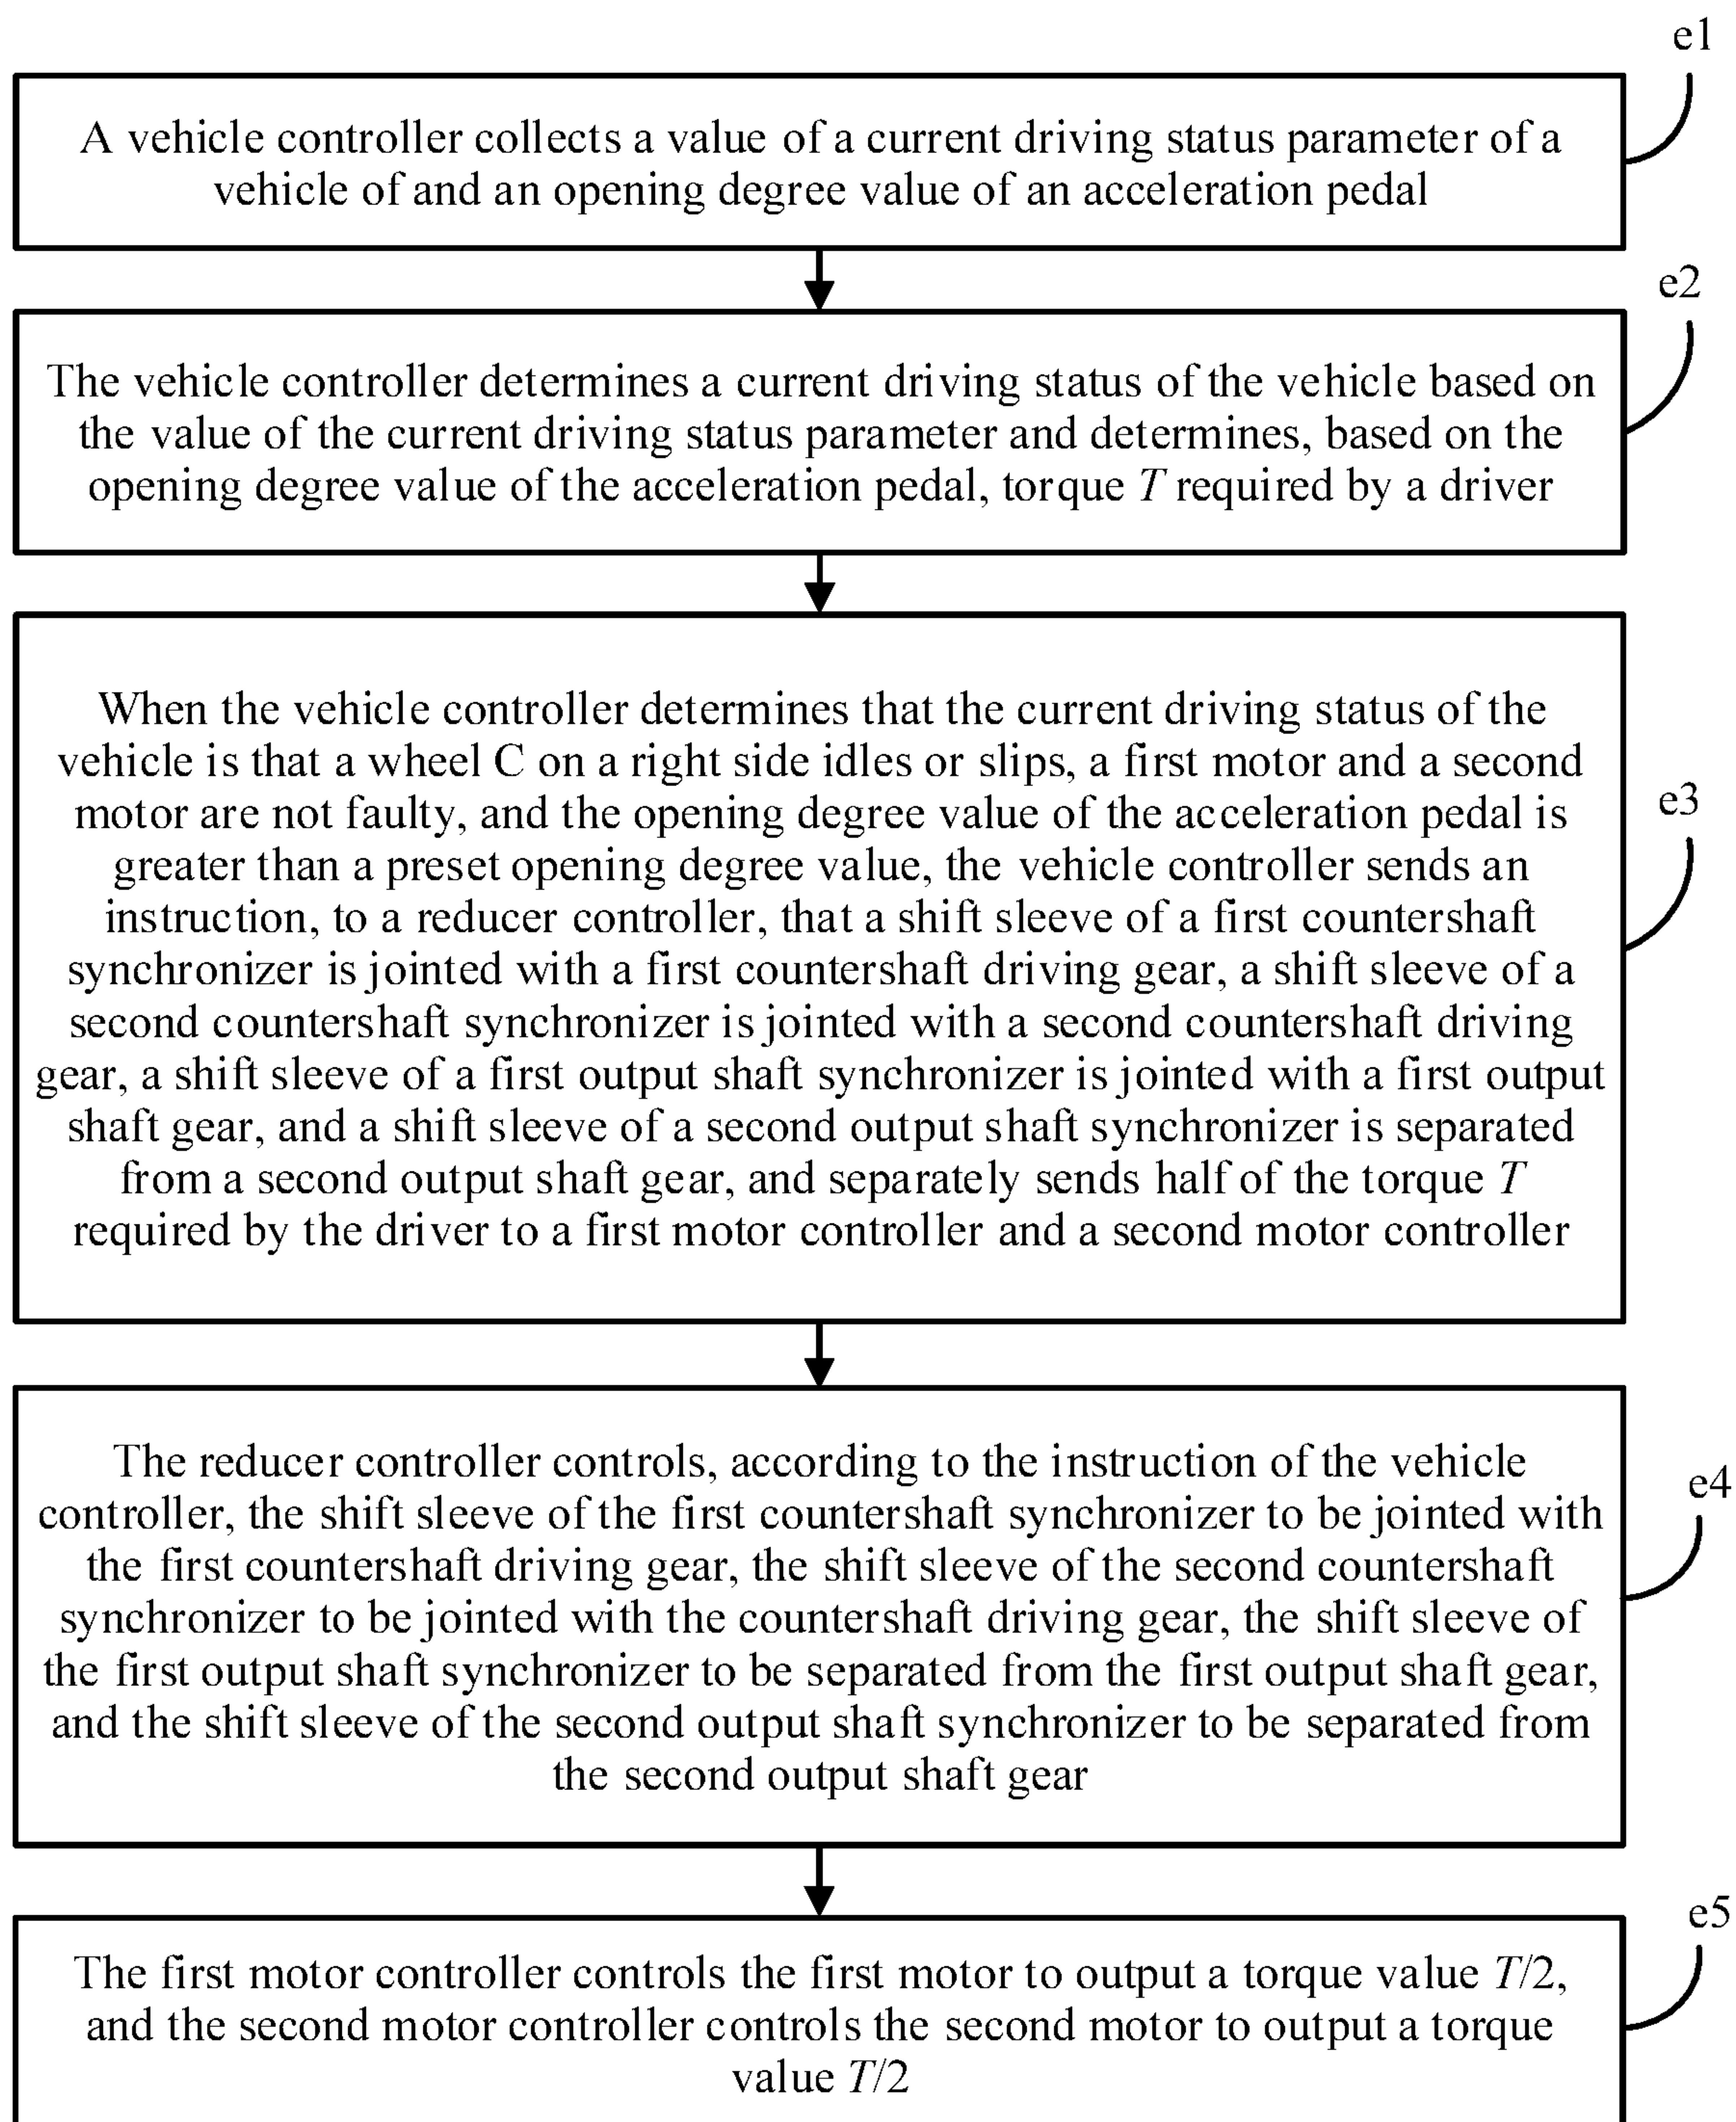 e1
A vehicle controller collects a value of a current driving status parameter of a
vehicle of and an opening degree value of an acceleration pedal
e2
The vehicle controller determines a current driving status of the vehicle based on
the value of the current driving status parameter and determines, based on the
opening degree value of the acceleration pedal, torque T required by a driver
e3
When the vehicle controller determines that the current driving status of the
vehicle is that a wheel C on a right side idles or slips, a first motor and a second
motor are not faulty, and the opening degree value of the acceleration pedal is
greater than a preset opening degree value, the vehicle controller sends an
instruction, to a reducer controller, that a shift sleeve of a first countershaft
synchronizer is jointed with a first countershaft driving gear, a shift sleeve of a
second countershaft synchronizer is jointed with a second countershaft driving
gear, a shift sleeve of a first output shaft synchronizer is jointed with a first output
shaft gear, and a shift sleeve of a second output shaft synchronizer is separated
from a second output shaft gear, and separately sends half of the torque T
required by the driver to a first motor controller and a second motor controller
e4
The reducer controller controls, according to the instruction of the vehicle
controller, the shift sleeve of the first countershaft synchronizer to be jointed with
the first countershaft driving gear, the shift sleeve of the second countershaft
synchronizer to be jointed with the countershaft driving gear, the shift sleeve of
the first output shaft synchronizer to be separated from the first output shaft gear,
and the shift sleeve of the second output shaft synchronizer to be separated from
the second output shaft gear
e5
The first motor controller controls the first motor to output a torque value T/2,
and the second motor controller controls the second motor to output a torque
value T/2